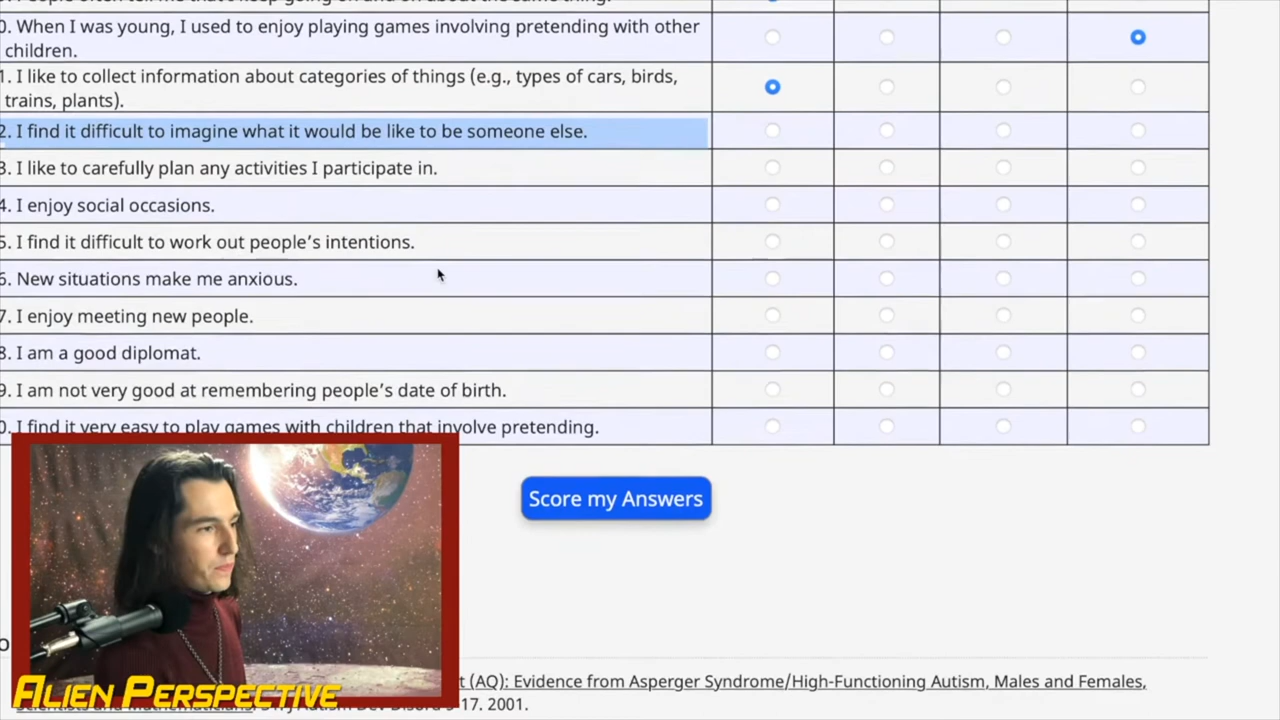 0. When I was young, I used to enjoy playing games involving pretending with other
children.
1. I like to collect information about categories of things (e.g., types of cars, birds,
trains, plants).
2. I find it difficult to imagine what it would be like to be someone else.
3. I like to carefully plan any activities I participate in.
4. I enjoy social occasions.
5. I find it difficult to work out people's intentions.
6. New situations make me anxious.
7. I enjoy meeting new people.
8. I am a good diplomat.
9. I am not very good at remembering people's date of birth.
0. I find it very easy to play games with children that involve pretending.
Score my Answers
(AQ): Evidence from Asperger Syndrome/High-Functioning Autism, Males and Females,
17. 2001.
ALIEN PERSPECTIVE